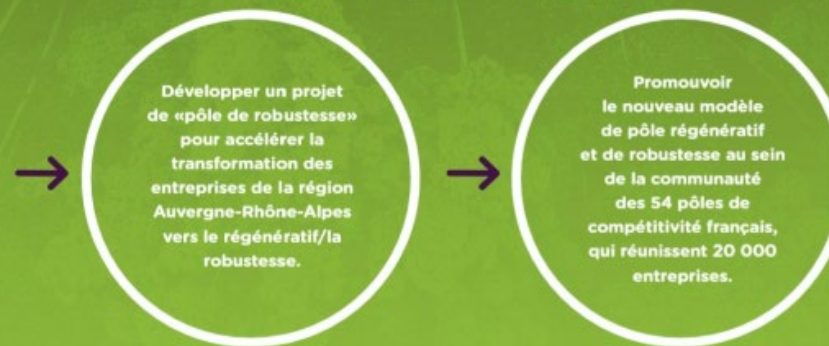 Développer un projet
de «pôle de robustesse»
pour accélérer la
transformation des
entreprises de la région
Auvergne-Rhône-Alpes
vers le régénératif/la
robustesse.
Promouvoir
le nouveau modèle
de pôle régénératif
et de robustesse au sein
de la communauté
des 54 pôles de
compétitivité français,
qui réunissent 20 000
entreprises.